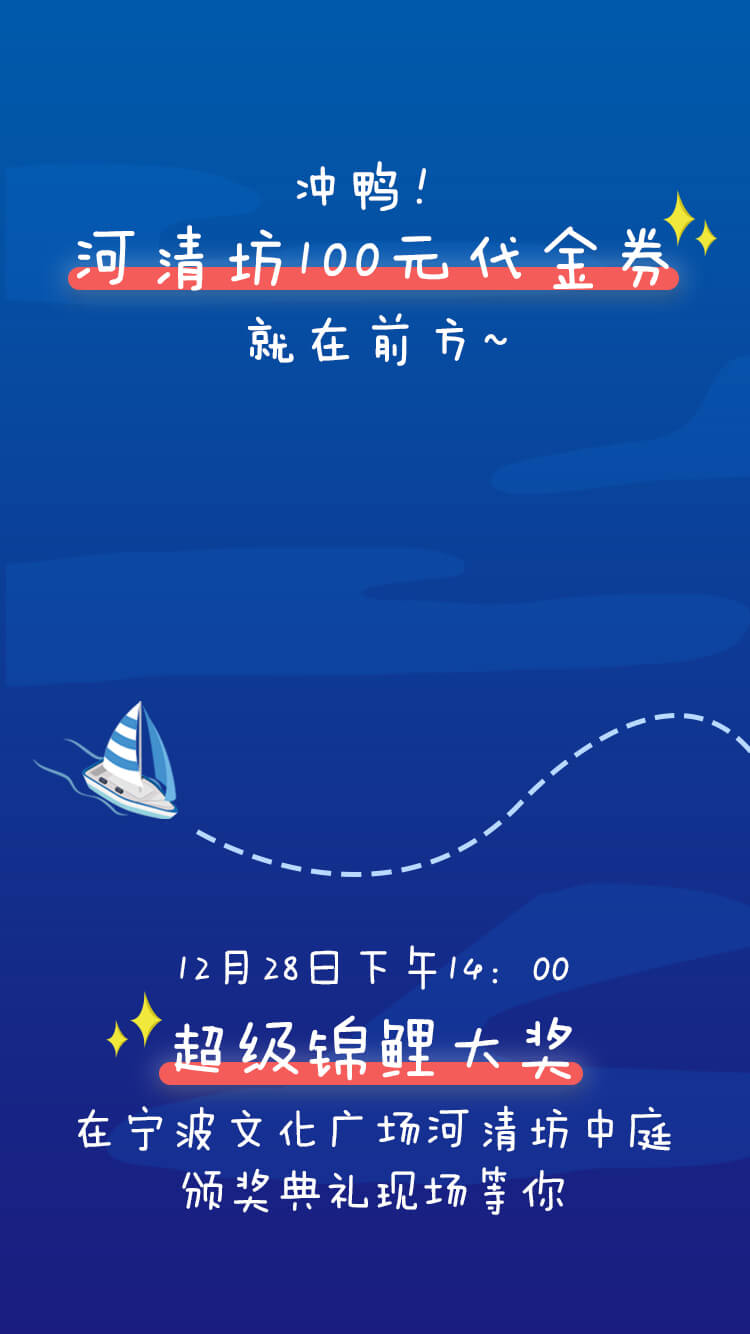 冲鸭！
河清坊100元代金券
就在前方~
12月28日下午14：00
超级锦鲤大奖
在宁波文化广场河清坊中庭
颁奖典礼现场等你